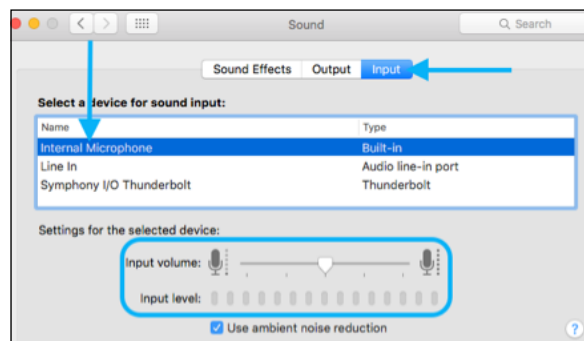 Sound
Search
Sound Effects Output Input
Select a device for sound input:
Name Type
Internal Microphone Built-in
Line In Audio line-in port
Symphony I/O Thunderbolt Thunderbolt
Settings for the selected device:
Input volume:
Input level:
Use ambient noise reduction
?